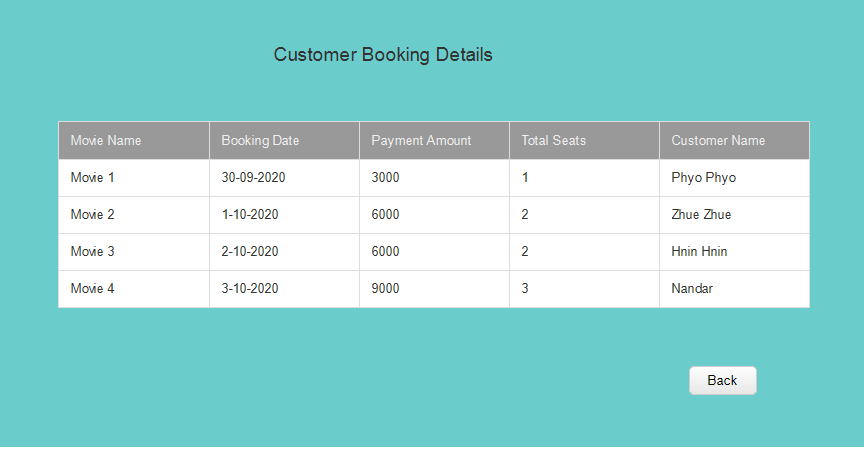 Customer Booking Details
Movie Name Booking Date Payment Amount Total Seats Customer Name
Movie 1 30-09-2020 3000 1 Phyo Phyo
Movie 2 1-10-2020 6000 2 Zhue Zhue
Movie 3 2-10-2020 6000 2 Hnin Hnin
Movie 4 3-10-2020 9000 3 Nandar
Back